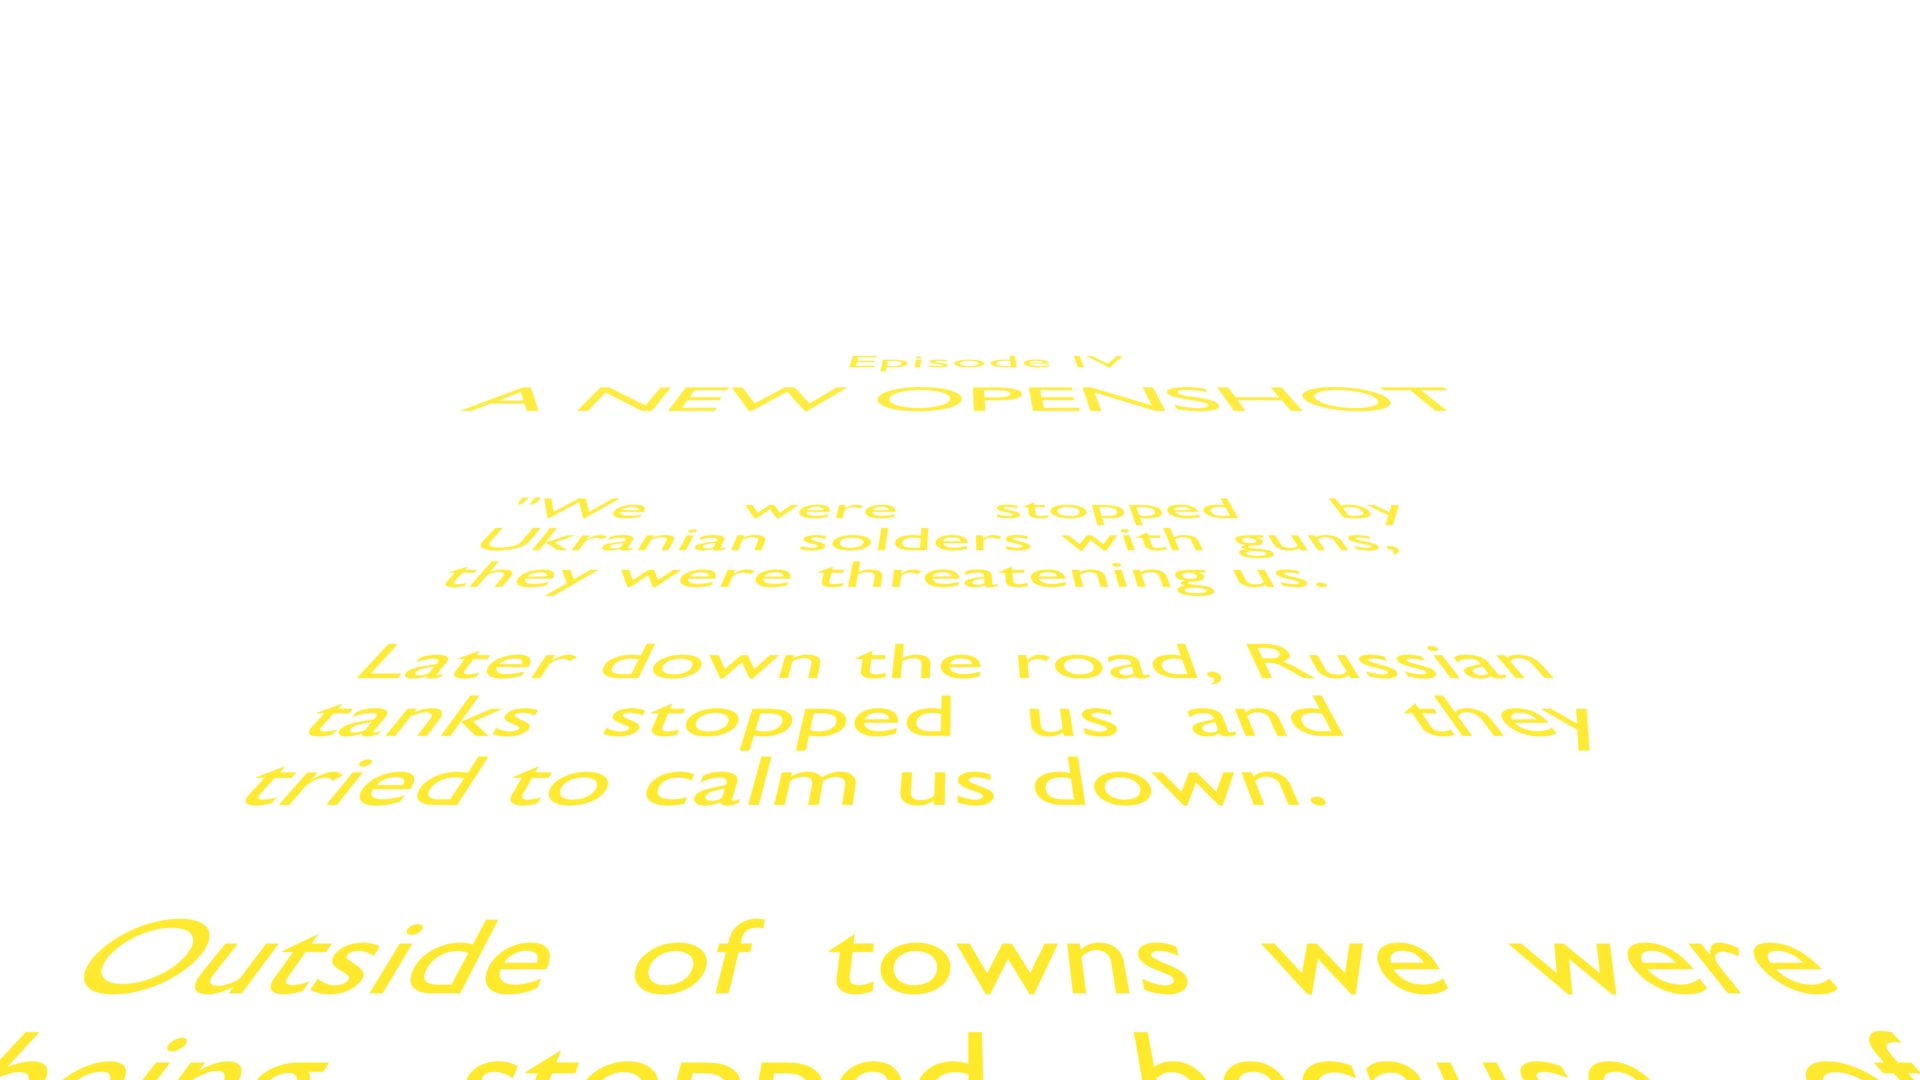 Episode IV
A NEW OPENSHOT
"We were stopped by
Ukranian solders with guns,
they were threatening us.
Later down the road, Russian
tanks stopped us and they
tried to calm us down.
Outside of towns we were
being stopped because of